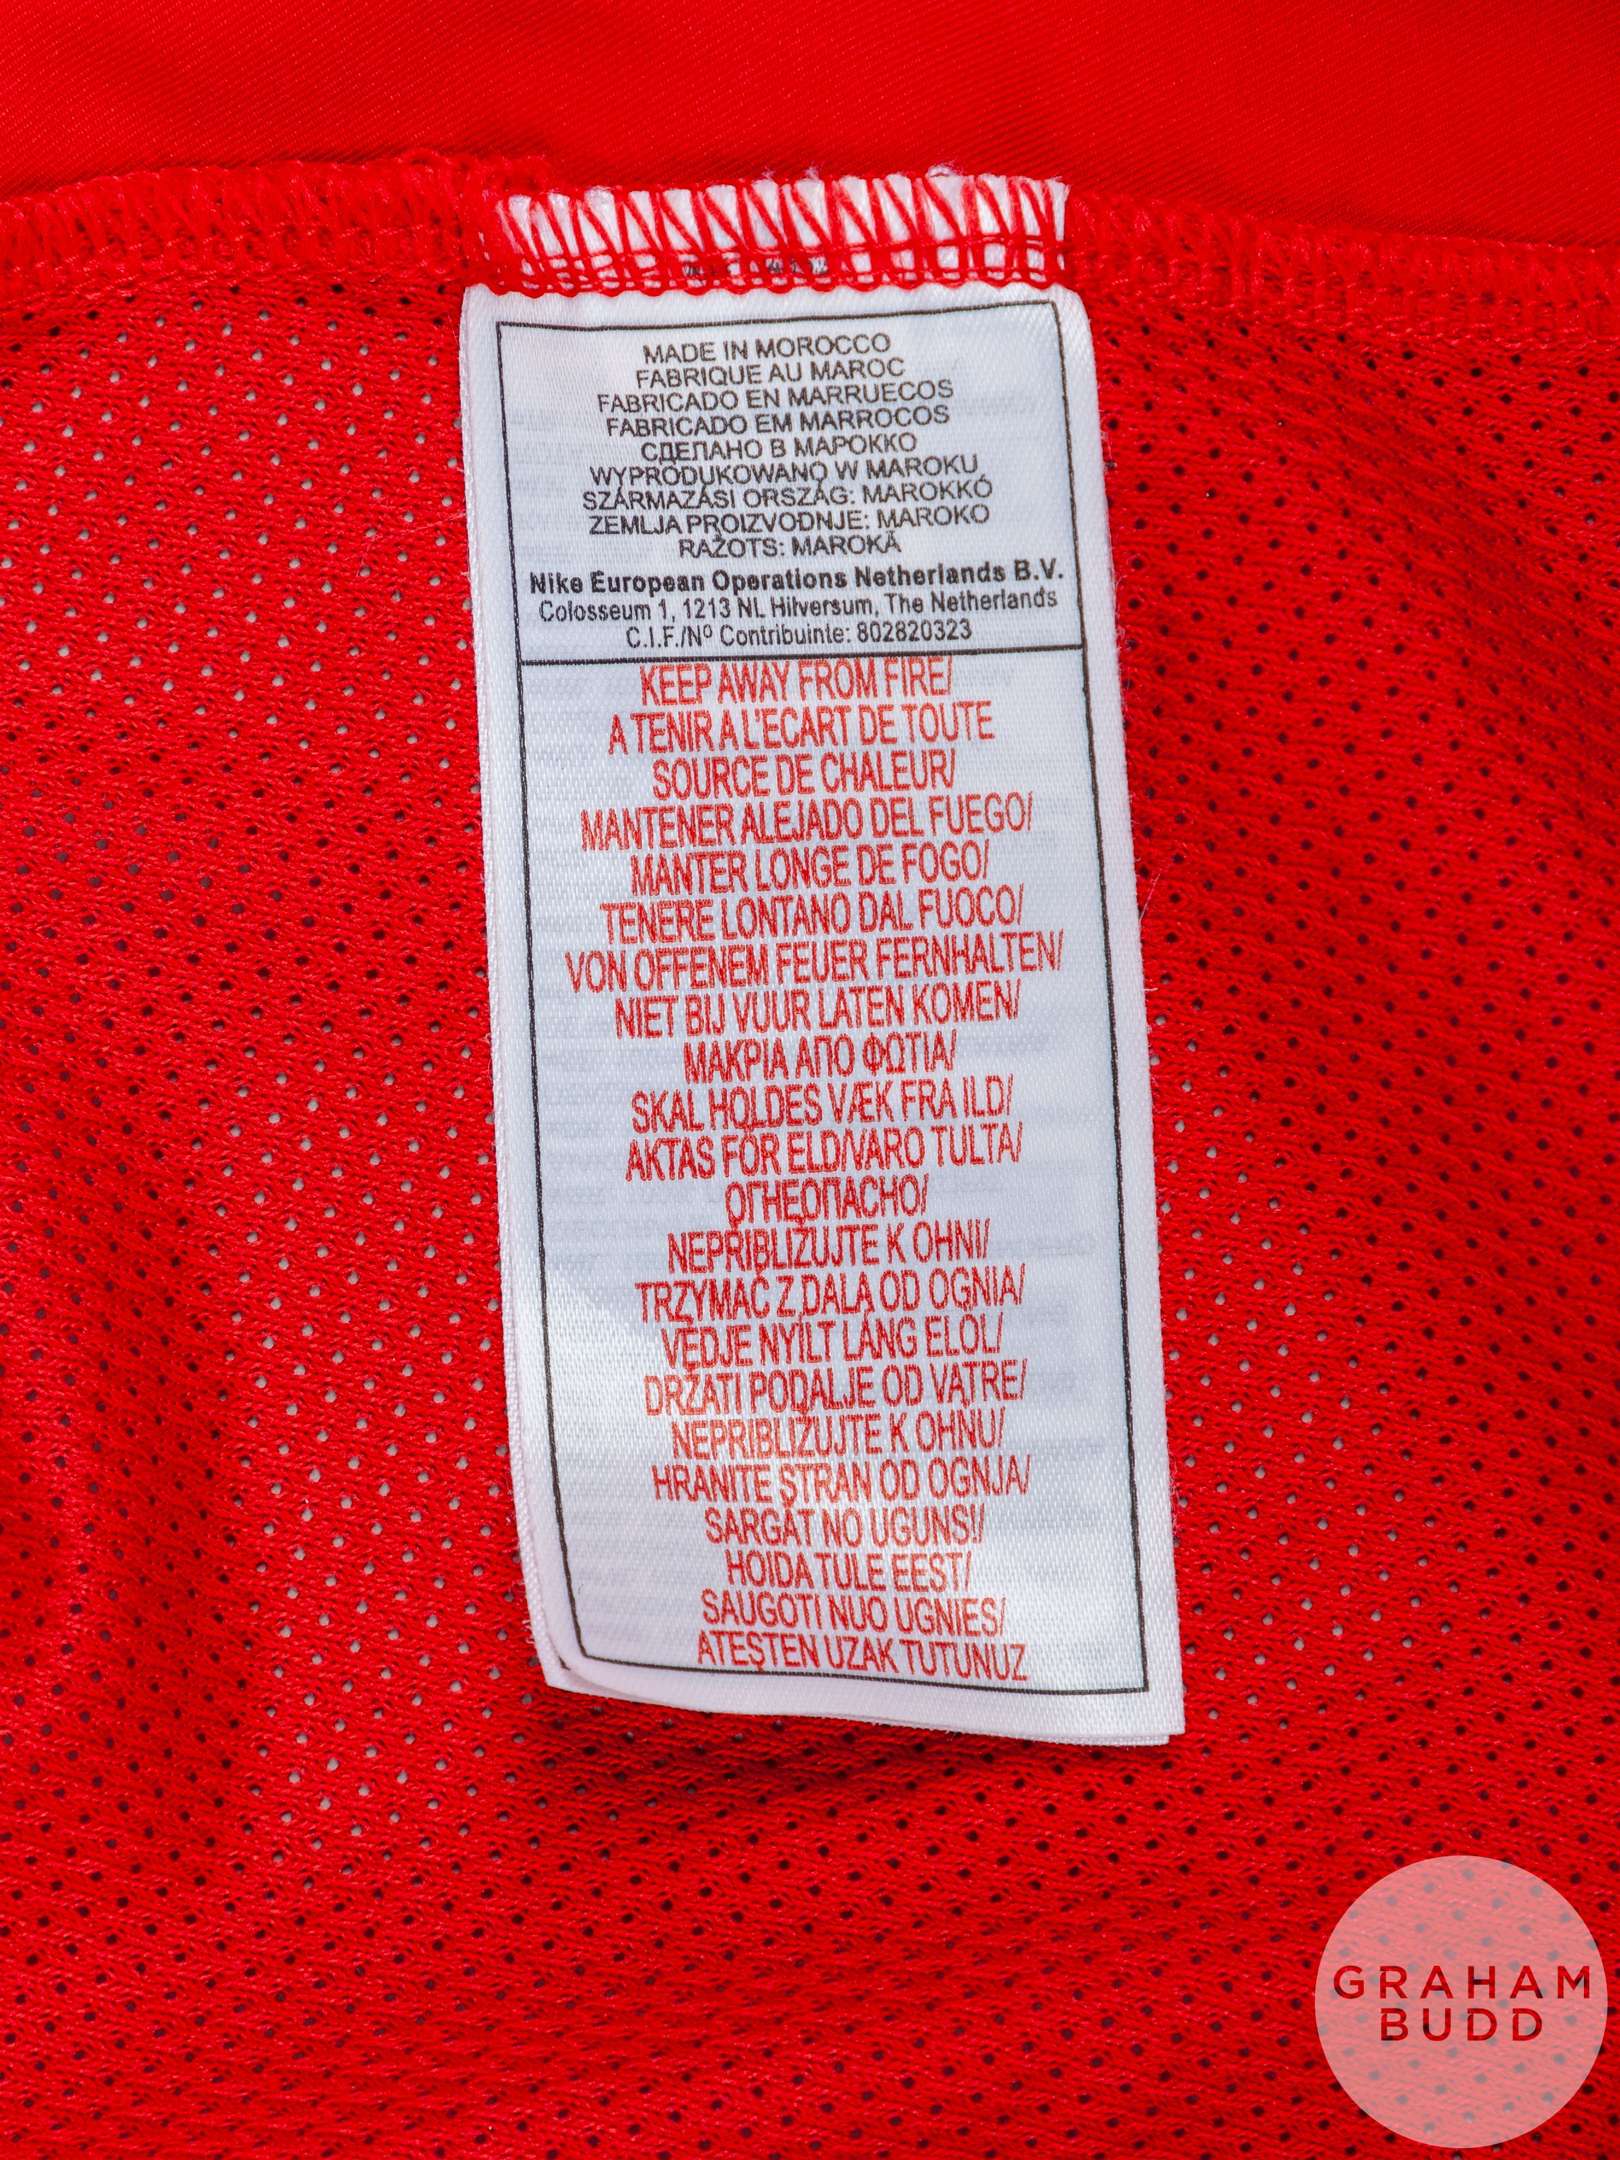 MADE IN MOROCCO
FABRIQUE AU MAROC
FABRICADO EN MARRUECOS
FABRICADO EM MARROCOS
СДЕЛАНО В МАРОККО
WYPRODUKOWANO W MAROKU
SZÁRMAZÁSI ORSZÁG: MAROKKÓ
ZEMLJA PROIZVODNJE: MAROKO
RAŽOTS: MAROKĀ
Nike European Operations Netherlands B.V.
Colosseum 1, 1213 NL Hilversum, The Netherlands
C.I.F./Nº Contribuinte: 802820323
KEEP AWAY FROM FIRE/
A TENIR A L'ECART DE TOUTE
SOURCE DE CHALEUR/
MANTENER ALEJADO DEL FUEGO/
MANTER LONGE DE FOGO/
TENERE LONTANO DAL FUOCO/
VON OFFENEM FEUER FERNHALTEN/
NIET BIJ VUUR LATEN KOMEN/
ΜΑΚΡΙΑ ΑΠΟ ΦΩΤΙΑ/
SKAL HOLDES VÆK FRA ILD/
AKTAS FÖR ELD/VARO TULTA/
ОГНЕОПАСНО/
NEPŘIBLIŽUJTE K OHNI/
TRZYMAĆ Z DALA OD OGNIA/
VÉDJE NYÍLT LÁNG ELŐL/
DRŽATI PODALJE OD VATRE/
NEPRIBLIŽUJTE K OHŇU/
HRANITE STRAN OD OGNJA/
SARGĀT NO UGUNS!/
HOIDA TULE EEST/
SAUGOTI NUO UGNIES/
ATEŞTEN UZAK TUTUNUZ
GRAHAM
BUDD